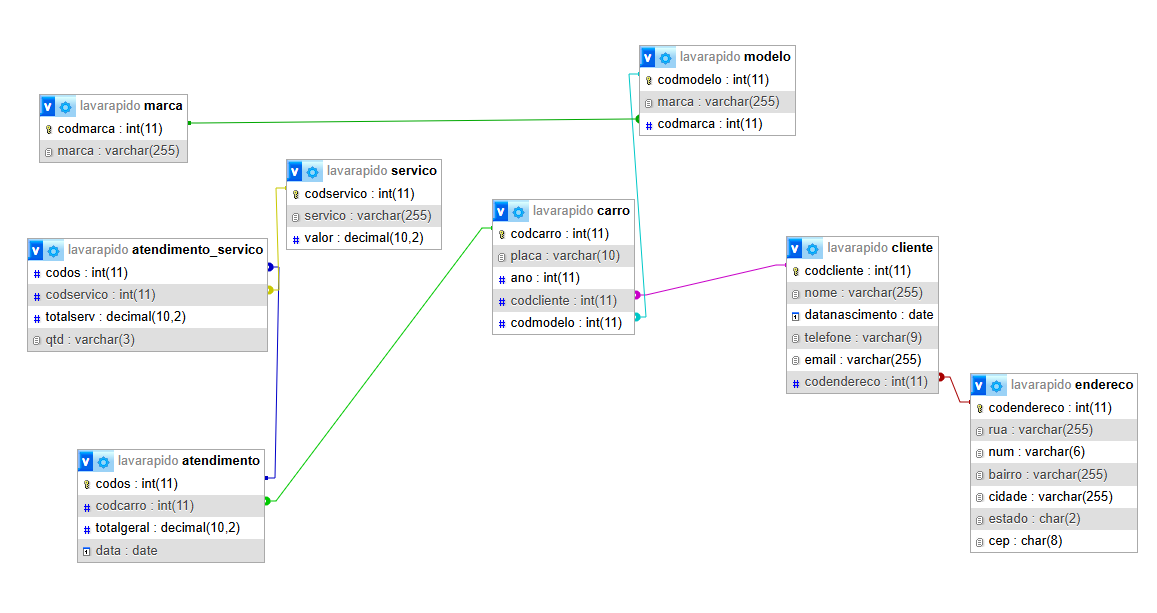 lavarapido marca
codmarca : int(11)
marca : varchar(255)
lavarapido modelo
codmodelo : int(11)
marca : varchar(255)
codmarca : int(11)
lavarapido servico
codservico : int(11)
servico : varchar(255)
valor : decimal(10,2)
lavarapido atendimento_servico
codos : int(11)
codservico : int(11)
totalserv : decimal(10,2)
qtd : varchar(3)
lavarapido carro
codcarro : int(11)
placa : varchar(10)
ano : int(11)
codcliente : int(11)
codmodelo : int(11)
lavarapido cliente
codcliente : int(11)
nome : varchar(255)
datanascimento : date
telefone : varchar(9)
email : varchar(255)
codendereco : int(11)
lavarapido endereco
codendereco : int(11)
rua : varchar(255)
num : varchar(6)
bairro : varchar(255)
cidade : varchar(255)
estado : char(2)
cep : char(8)
lavarapido atendimento
codos : int(11)
codcarro : int(11)
totalgeral : decimal(10,2)
data : date